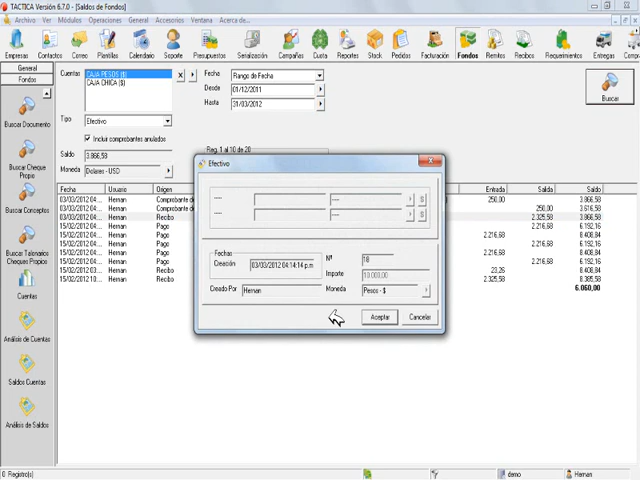 TACTICA Versión 6.7.0 - [Saldos de Fondos]
Archivo Ver Módulos Operaciones General Accesorios Ventana Acerca de...
Empresas Contactos Correo Plantillas Calendario Soporte Presupuestos Serialización Campañas Cuota Reportes Stock Pedidos Facturación Fondos Remitos Recibos Requerimientos Entregas
General
Fondos
Buscar Documento
Buscar Cheque Propio
Buscar Conceptos
Buscar Talonarios Cheques Propios
Cuentas
Análisis de Cuentas
Saldos Cuentas
Análisis de Saldos
Cuentas
CAJA PESOS ($)
CAJA CHICA ($)
Fecha Rango de Fecha
Desde 01/12/2011
Hasta 31/03/2012
Buscar
Tipo Efectivo
Incluir comprobantes anulados
Saldo 3.866,58
Moneda Dolares - USD
Reg. 1 al 10 de 20
Fecha Usuario Origen Entrada Salida Saldo
03/03/2012 04:... Hernan Comprobante d... 250,00 3.866,58
03/03/2012 04:... Hernan Comprobante d... 250,00 3.616,58
03/03/2012 04:... Hernan Recibo 2.325,58 3.866,58
15/02/2012 04:... Hernan Pago 6.192,16
15/02/2012 04:... Hernan Pago 2.216,68 8.408,84
15/02/2012 04:... Hernan Pago 2.216,68 6.192,16
15/02/2012 04:... Hernan Pago 2.216,68 6.192,16
15/02/2012 04:... Hernan Pago 2.216,68 8.408,84
15/02/2012 03:... Hernan Recibo 23,26 8.408,84
15/02/2012 10:... Hernan Recibo 2.325,58 8.385,58
6.060,00
Efectivo
Fechas
Creación 03/03/2012 04:14:14 p.m
Nº 18
Importe 10.000,00
Creado Por Hernan
Moneda Pesos - $
Aceptar Cancelar
0 Registro(s)
demo
Hernan